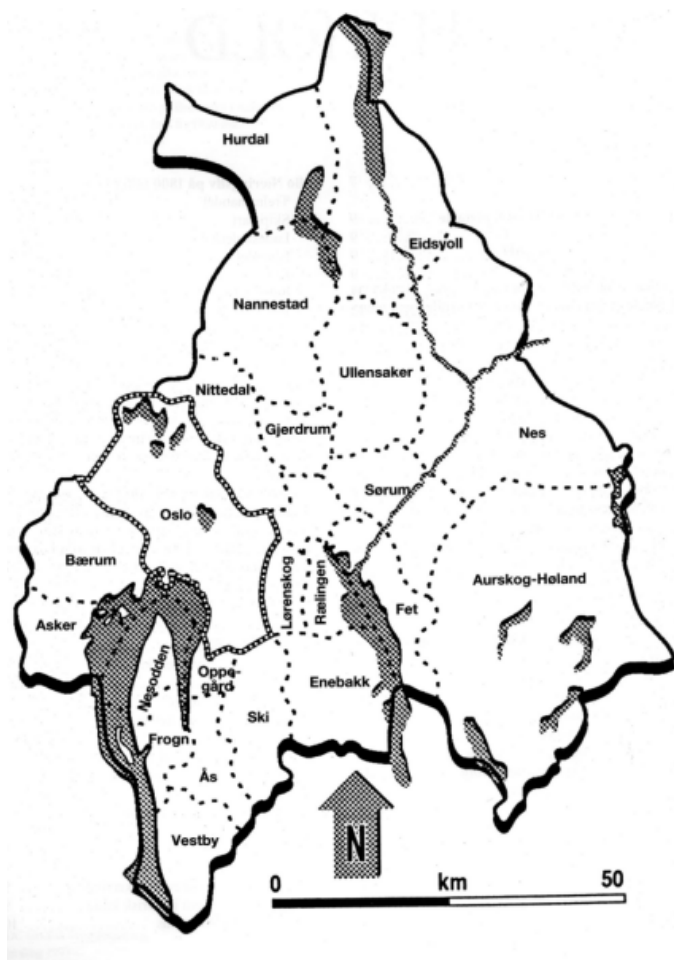 Hurdal
Eidsvoll
Nannestad
Ullensaker
Nittedal
Gjerdrum
Nes
Sørum
Oslo
Bærum
Aurskog-Høland
Lørenskog
Rælingen
Fet
Asker
Nesodden
Oppe-
gård
Enebakk
Ski
Frogn
Ås
Vestby
N
0 km 50